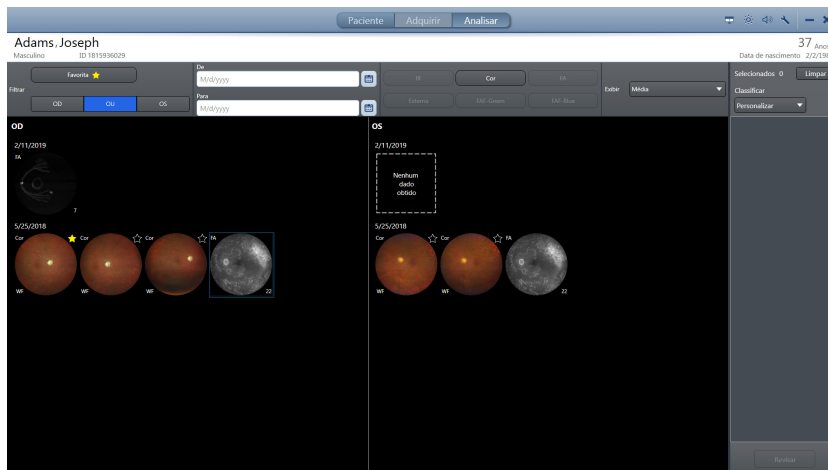 Paciente Adquirir Analisar
Adams, Joseph
Masculino ID 1815936029
37 Anos
Data de nascimento 2/2/198
Filtrar
Favorita
OD OU OS
De
M/d/yyyy
Para
M/d/yyyy
IR Cor FA
Externa FAF-Green FAF-Blue
Exibir Média
Selecionados 0 Limpar
Classificar
Personalizar
OD
2/11/2019
FA
7
5/25/2018
Cor Cor Cor FA
WF WF WF 22
OS
2/11/2019
Nenhum
dado
obtido
5/25/2018
Cor Cor FA
WF WF 22
Revisar